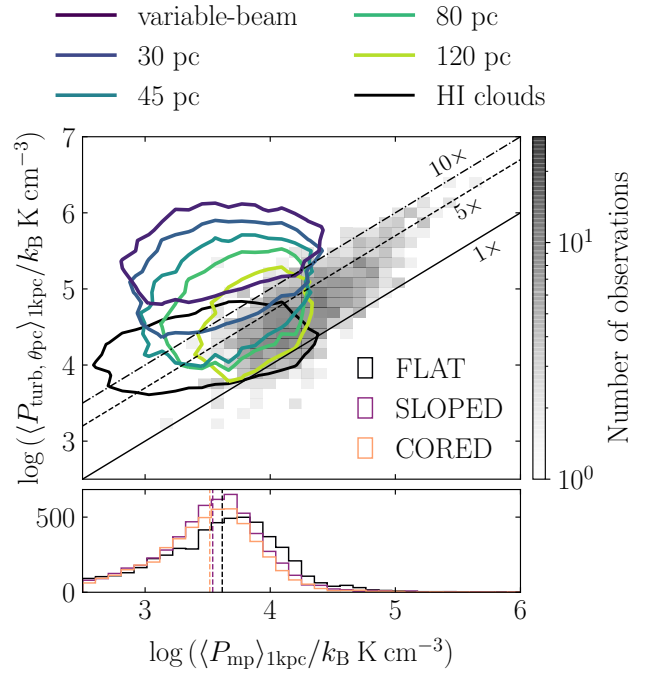 variable-beam
30 pc
45 pc
80 pc
120 pc
HI clouds
log (⟨P_turb, θpc⟩_1kpc/k_B K cm^−3)
7
6
5
4
3
10×
5×
1×
FLAT
SLOPED
CORED
10^1
10^0
Number of observations
500
0
3
4
5
6
log (⟨P_mp⟩_1kpc/k_B K cm^−3)